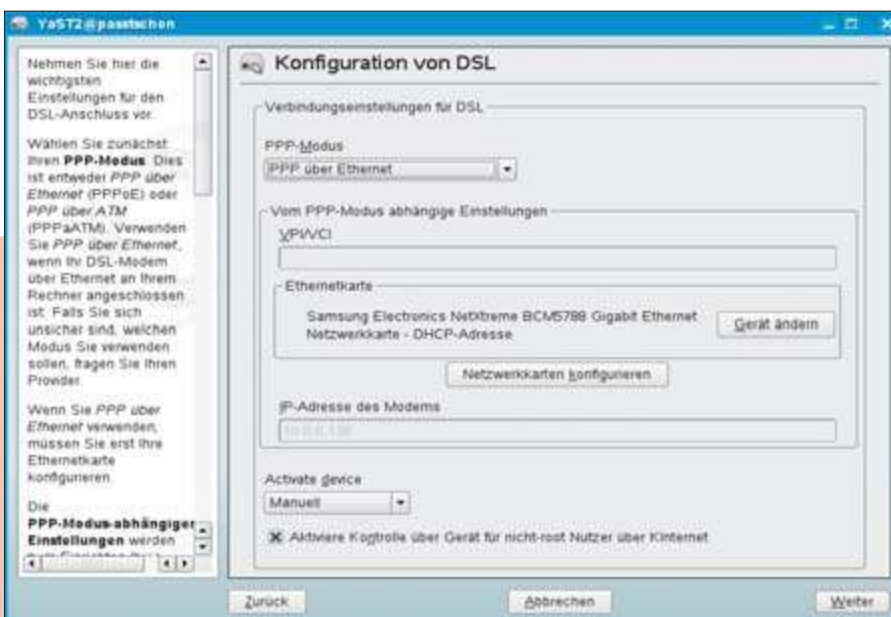 YaST2@passtschon
Nehmen Sie hier die
wichtigsten
Einstellungen für den
DSL-Anschluss vor.
Wählen Sie zunächst
Ihren PPP-Modus. Dies
ist entweder PPP über
Ethernet (PPPoE) oder
PPP über ATM
(PPPaATM). Verwenden
Sie PPP über Ethernet,
wenn Ihr DSL-Modem
über Ethernet an Ihrem
Rechner angeschlossen
ist. Falls Sie sich
unsicher sind, welchen
Modus Sie verwenden
sollen, fragen Sie Ihren
Provider.
Wenn Sie PPP über
Ethernet verwenden,
müssen Sie erst Ihre
Ethernetkarte
konfigurieren.
Die
PPP-Modus-abhängigen
Einstellungen werden
Konfiguration von DSL
Verbindungseinstellungen für DSL
PPP-Modus
PPP über Ethernet
Vom PPP-Modus abhängige Einstellungen
VPI/VCI
Ethernetkarte
Samsung Electronics NetXtreme BCM5788 Gigabit Ethernet
Netzwerkkarte - DHCP-Adresse
Gerät ändern
Netzwerkkarten konfigurieren
IP-Adresse des Modems
10.0.0.138
Activate device
Manuell
Aktiviere Kontrolle über Gerät für nicht-root Nutzer über KInternet
Zurück
Abbrechen
Weiter